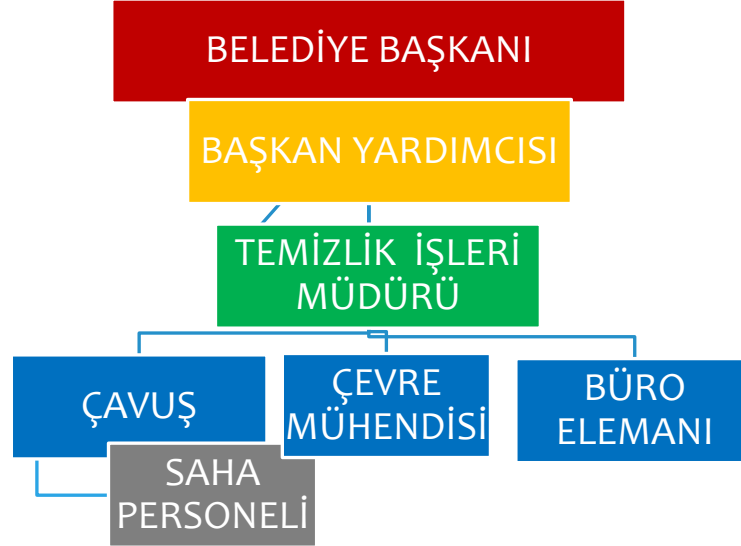 BELEDİYE BAŞKANI
BAŞKAN YARDIMCISI
TEMİZLİK İŞLERİ
MÜDÜRÜ
ÇAVUŞ
ÇEVRE
MÜHENDİSİ
BÜRO
ELEMANI
SAHA
PERSONELİ